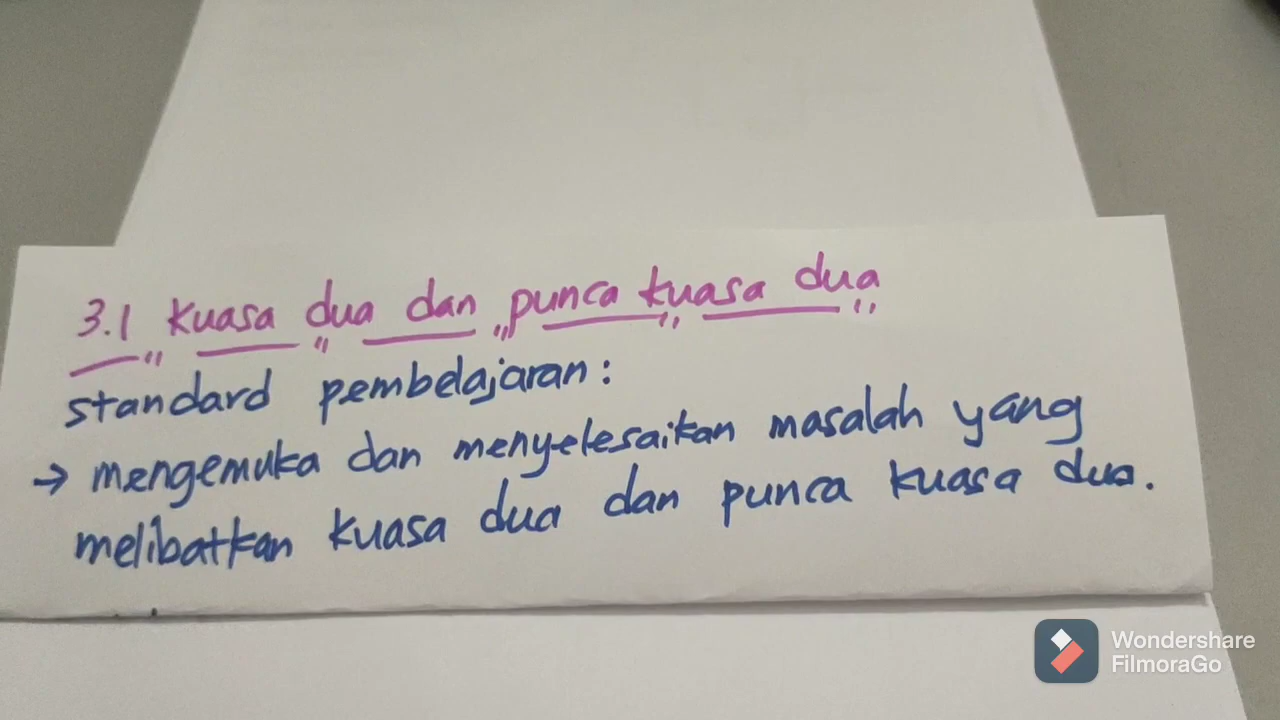 3.1 Kuasa dua dan punca kuasa dua
standard pembelajaran:
→ mengemuka dan menyelesaikan masalah yang
melibatkan kuasa dua dan punca kuasa dua.
Wondershare
FilmoraGo